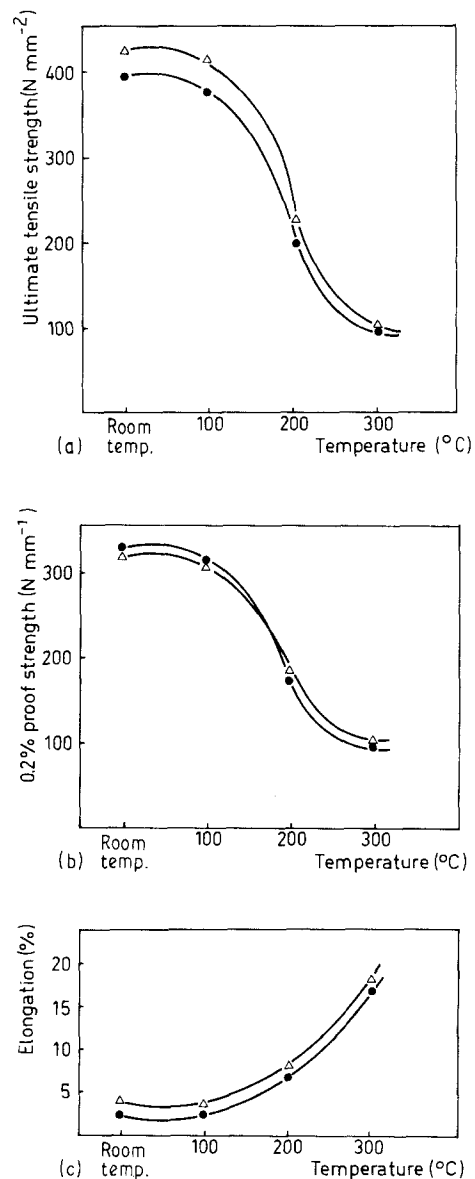 Ultimate tensile strength (N mm-2)
400
300
200
100
Room temp. 100 200 300
(a) Temperature (°C)
0.2% proof strength (N mm-1)
300
200
100
Room temp. 100 200 300
(b) Temperature (°C)
Elongation (%)
20
15
10
5
Room temp. 100 200 300
(c) Temperature (°C)